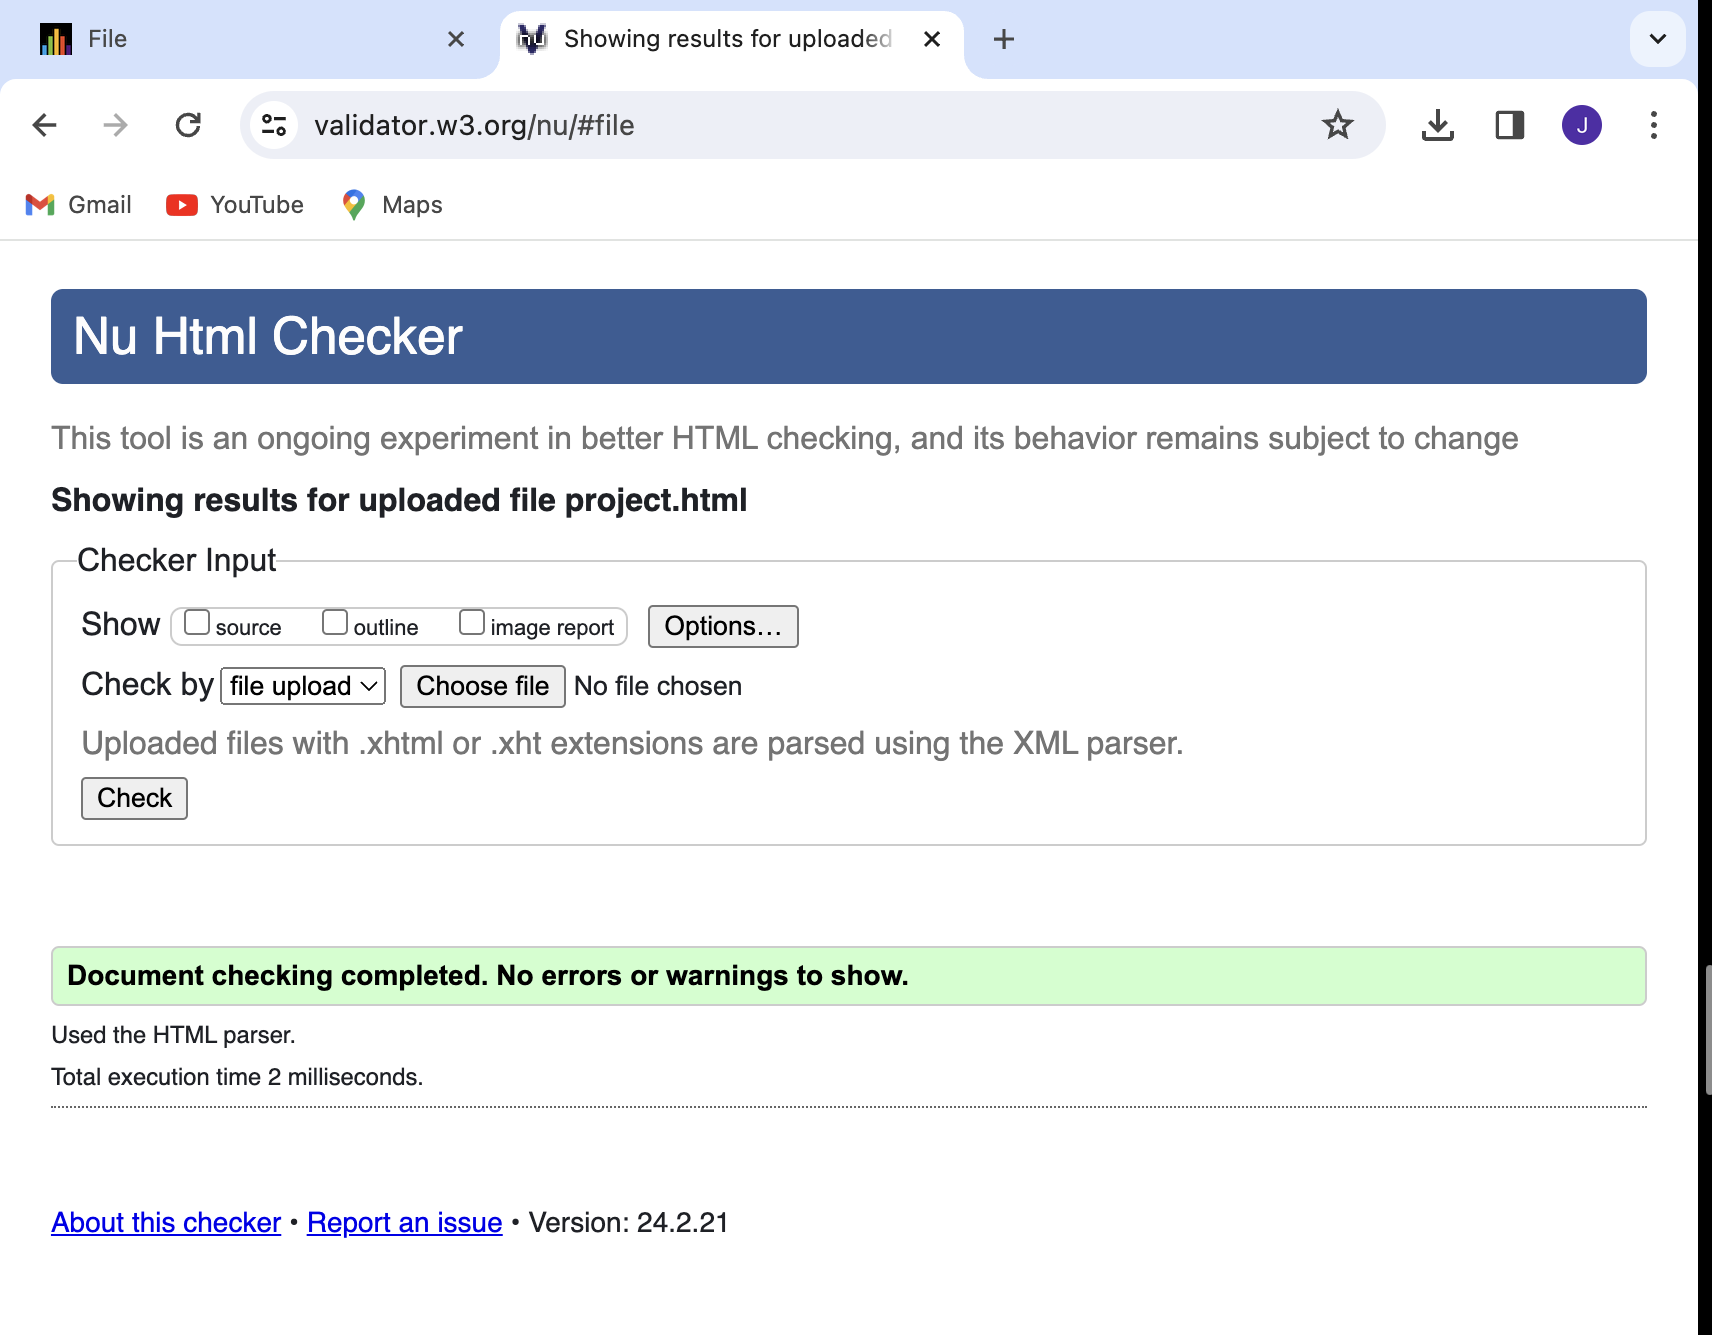 File
nu Showing results for uploaded
validator.w3.org/nu/#file
J
Gmail YouTube Maps
Nu Html Checker
This tool is an ongoing experiment in better HTML checking, and its behavior remains subject to change
Showing results for uploaded file project.html
Checker Input
Show source outline image report Options...
Check by file upload Choose file No file chosen
Uploaded files with .xhtml or .xht extensions are parsed using the XML parser.
Check
Document checking completed. No errors or warnings to show.
Used the HTML parser.
Total execution time 2 milliseconds.
About this checker • Report an issue • Version: 24.2.21